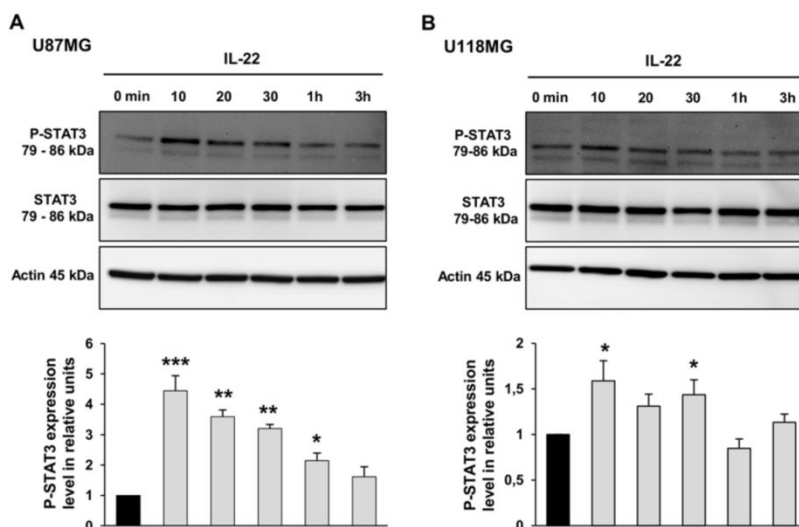 A
U87MG
IL-22
0 min 10 20 30 1h 3h
P-STAT3
79 - 86 kDa
STAT3
79 - 86 kDa
Actin 45 kDa
P-STAT3 expression
level in relative units
6
5
4
3
2
1
0
***
**
**
*
B
U118MG
IL-22
0 min 10 20 30 1h 3h
P-STAT3
79-86 kDa
STAT3
79-86 kDa
Actin 45 kDa
P-STAT3 expression
level in relative units
2
1,5
1
0,5
0
*
*